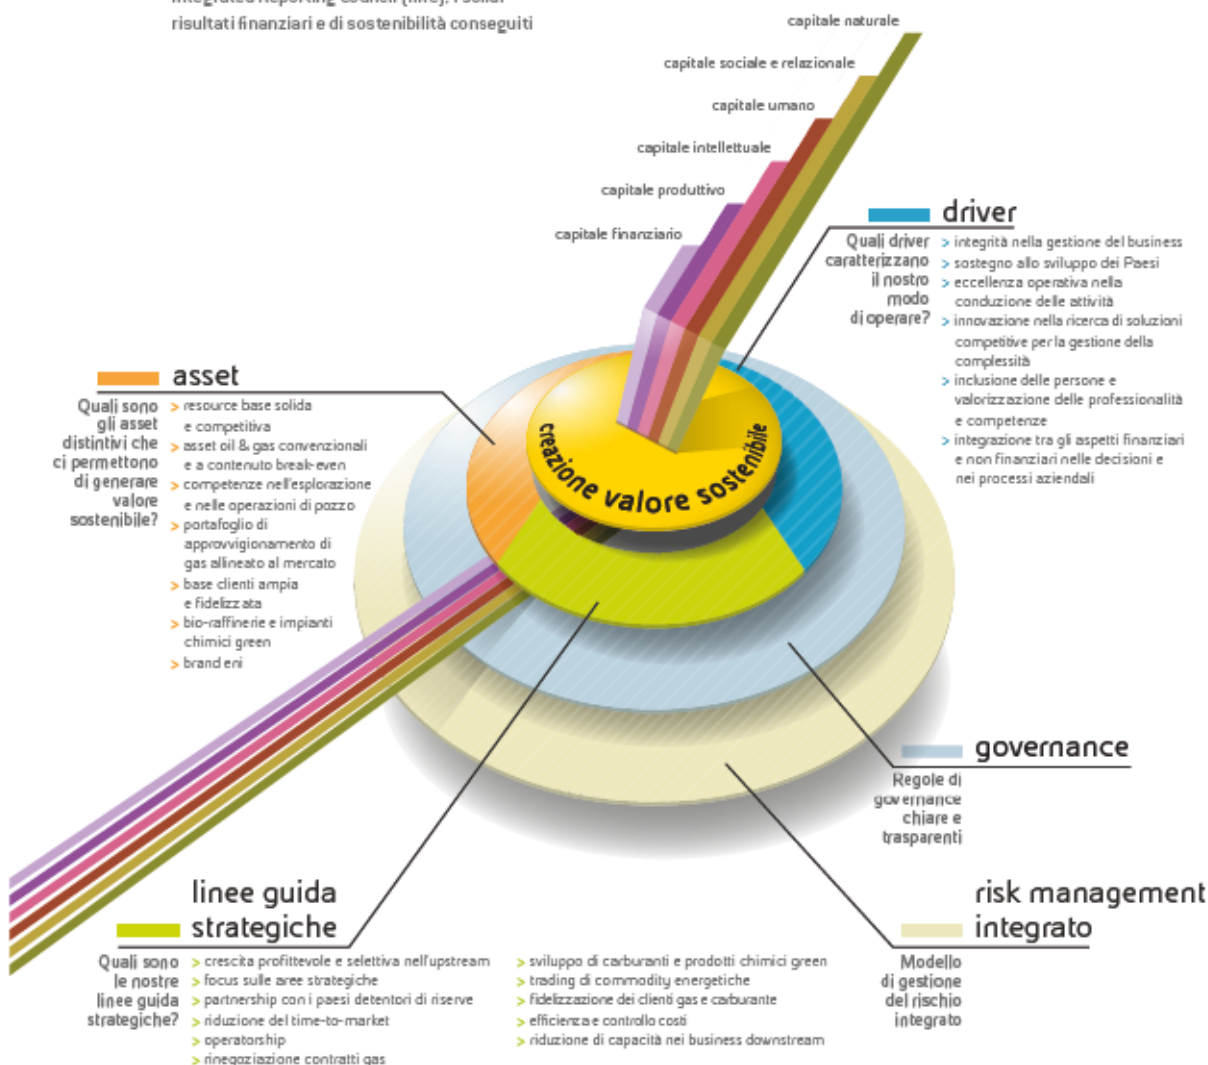 Integrated Reporting Council (IIRC). I solidi
risultati finanziari e di sostenibilità conseguiti
capitale naturale
capitale sociale e relazionale
capitale umano
capitale intellettuale
capitale produttivo
capitale finanziario
driver
Quali driver
caratterizzano
il nostro
modo
di operare?
> integrità nella gestione del business
> sostegno allo sviluppo dei Paesi
> eccellenza operativa nella
conduzione delle attività
> innovazione nella ricerca di soluzioni
competitive per la gestione della
complessità
> inclusione delle persone e
valorizzazione delle professionalità
e competenze
> integrazione tra gli aspetti finanziari
e non finanziari nelle decisioni e
nei processi aziendali
asset
Quali sono
gli asset
distintivi che
ci permettono
di generare
valore
sostenibile?
> resource base solida
e competitiva
> asset oil & gas convenzionali
e a contenuto break-even
> competenze nell'esplorazione
e nelle operazioni di pozzo
> portafoglio di
approvvigionamento di
gas allineato al mercato
> base clienti ampia
e fidelizzata
> bio-raffinerie e impianti
chimici green
> brand eni
creazione valore sostenibile
governance
Regole di
governance
chiare e
trasparenti
linee guida
strategiche
Quali sono
le nostre
linee guida
strategiche?
> crescita profittevole e selettiva nell'upstream
> focus sulle aree strategiche
> partnership con i paesi detentori di riserve
> riduzione del time-to-market
> operatorship
> rinegoziazione contratti gas
> sviluppo di carburanti e prodotti chimici green
> trading di commodity energetiche
> fidelizzazione dei clienti gas e carburante
> efficienza e controllo costi
> riduzione di capacità nei business downstream
risk management
integrato
Modello
di gestione
del rischio
integrato